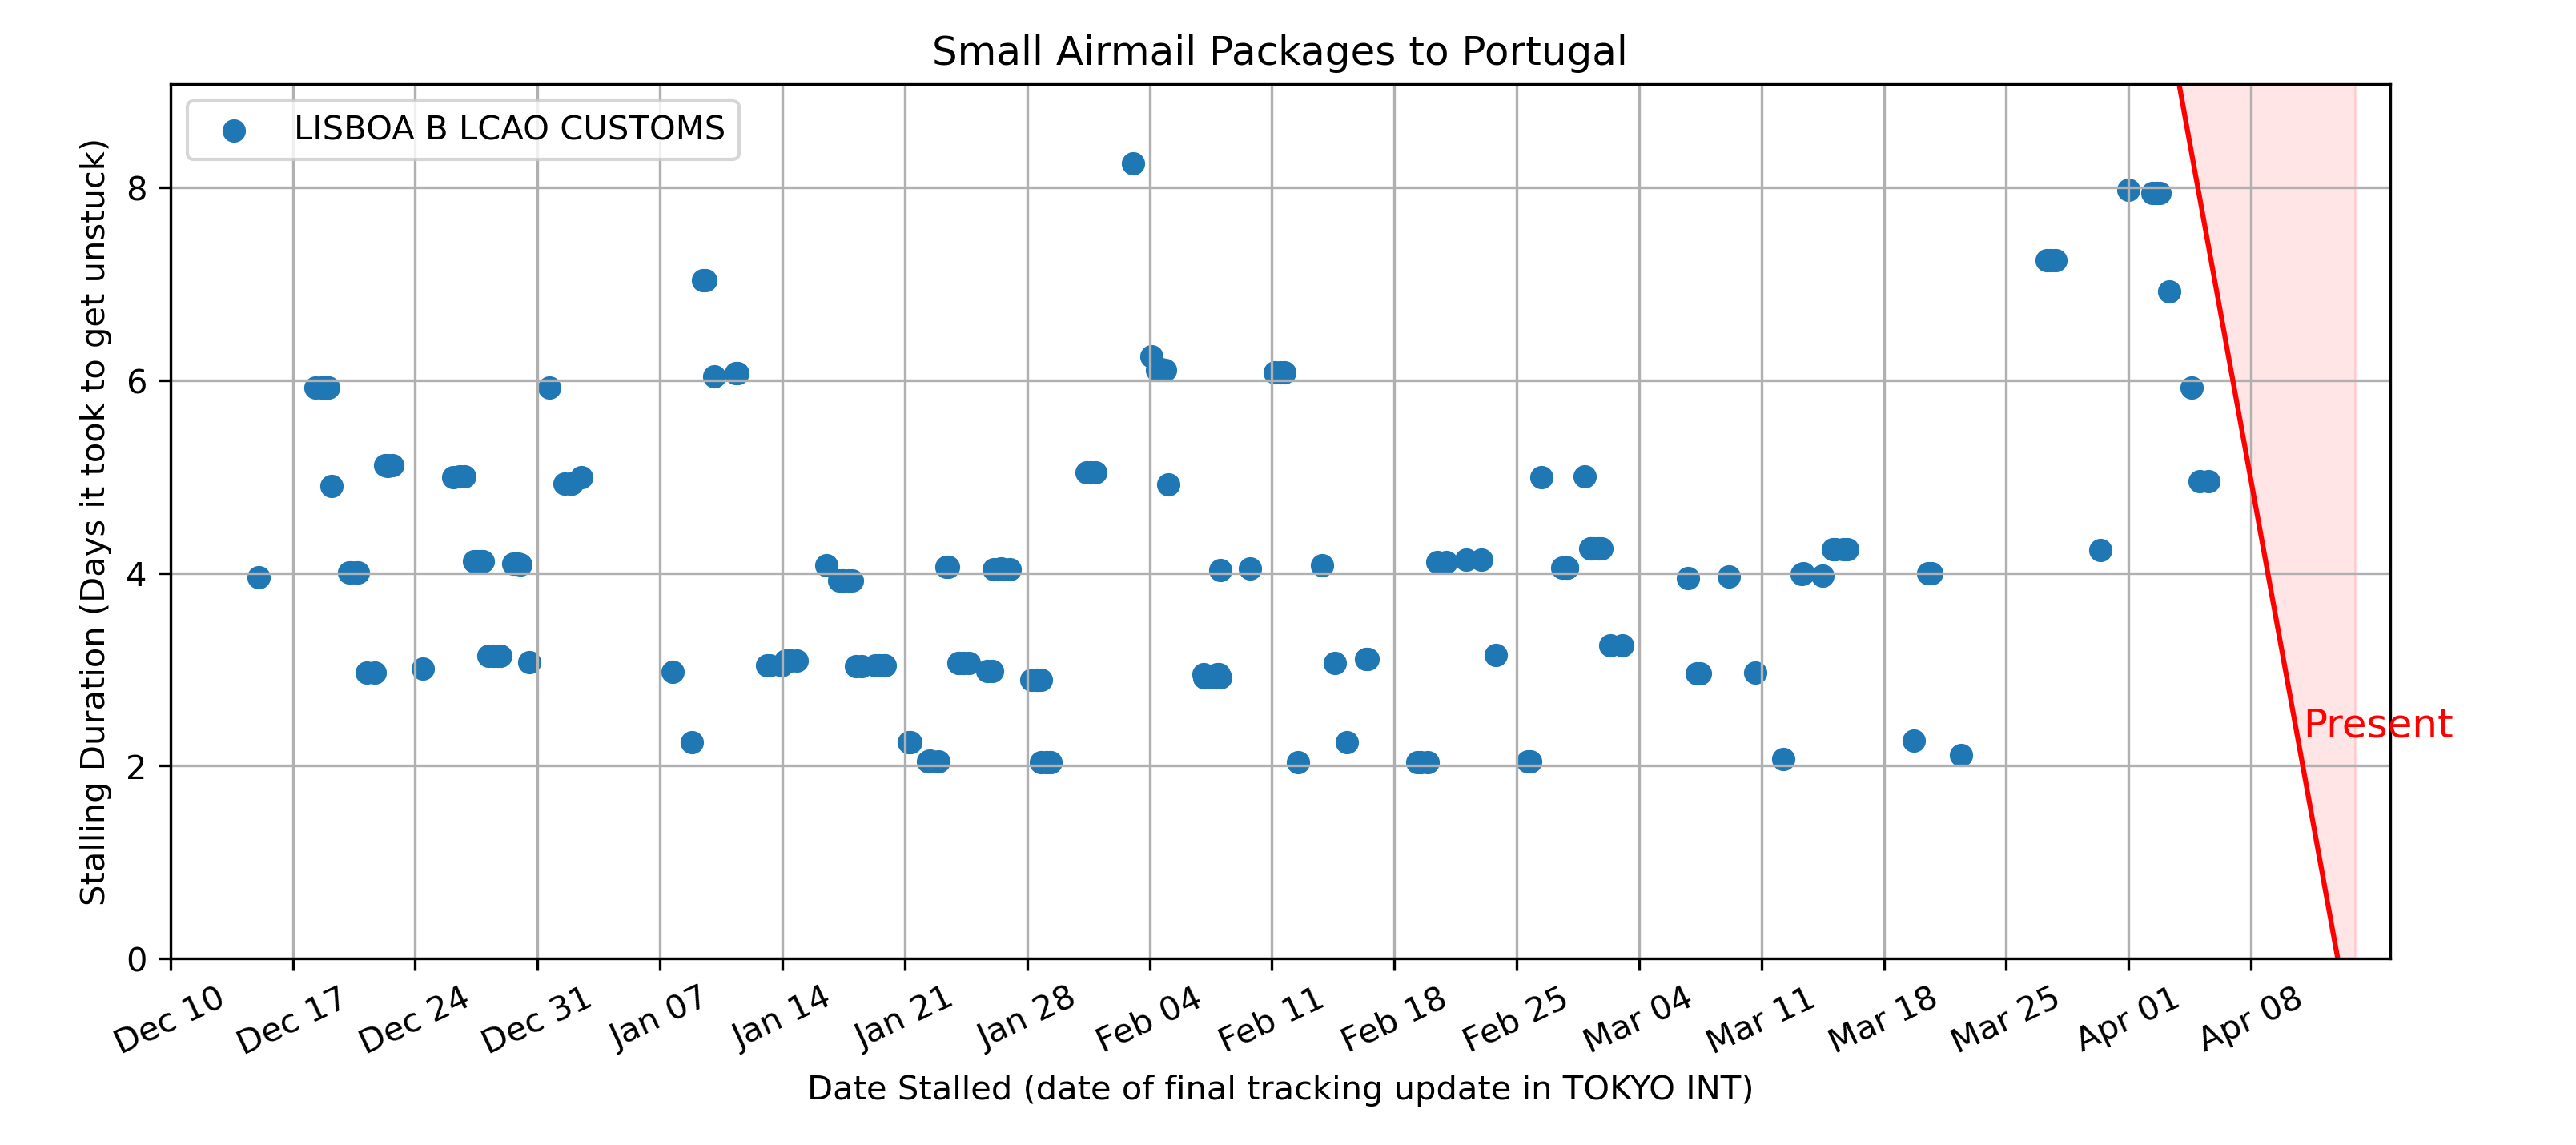 Small Airmail Packages to Portugal
LISBOA B LCAO CUSTOMS
Stalling Duration (Days it took to get unstuck)
8
6
4
2
0
Present
Dec 10
Dec 17
Dec 24
Dec 31
Jan 07
Jan 14
Jan 21
Jan 28
Feb 04
Feb 11
Feb 18
Feb 25
Mar 04
Mar 11
Mar 18
Mar 25
Apr 01
Apr 08
Date Stalled (date of final tracking update in TOKYO INT)